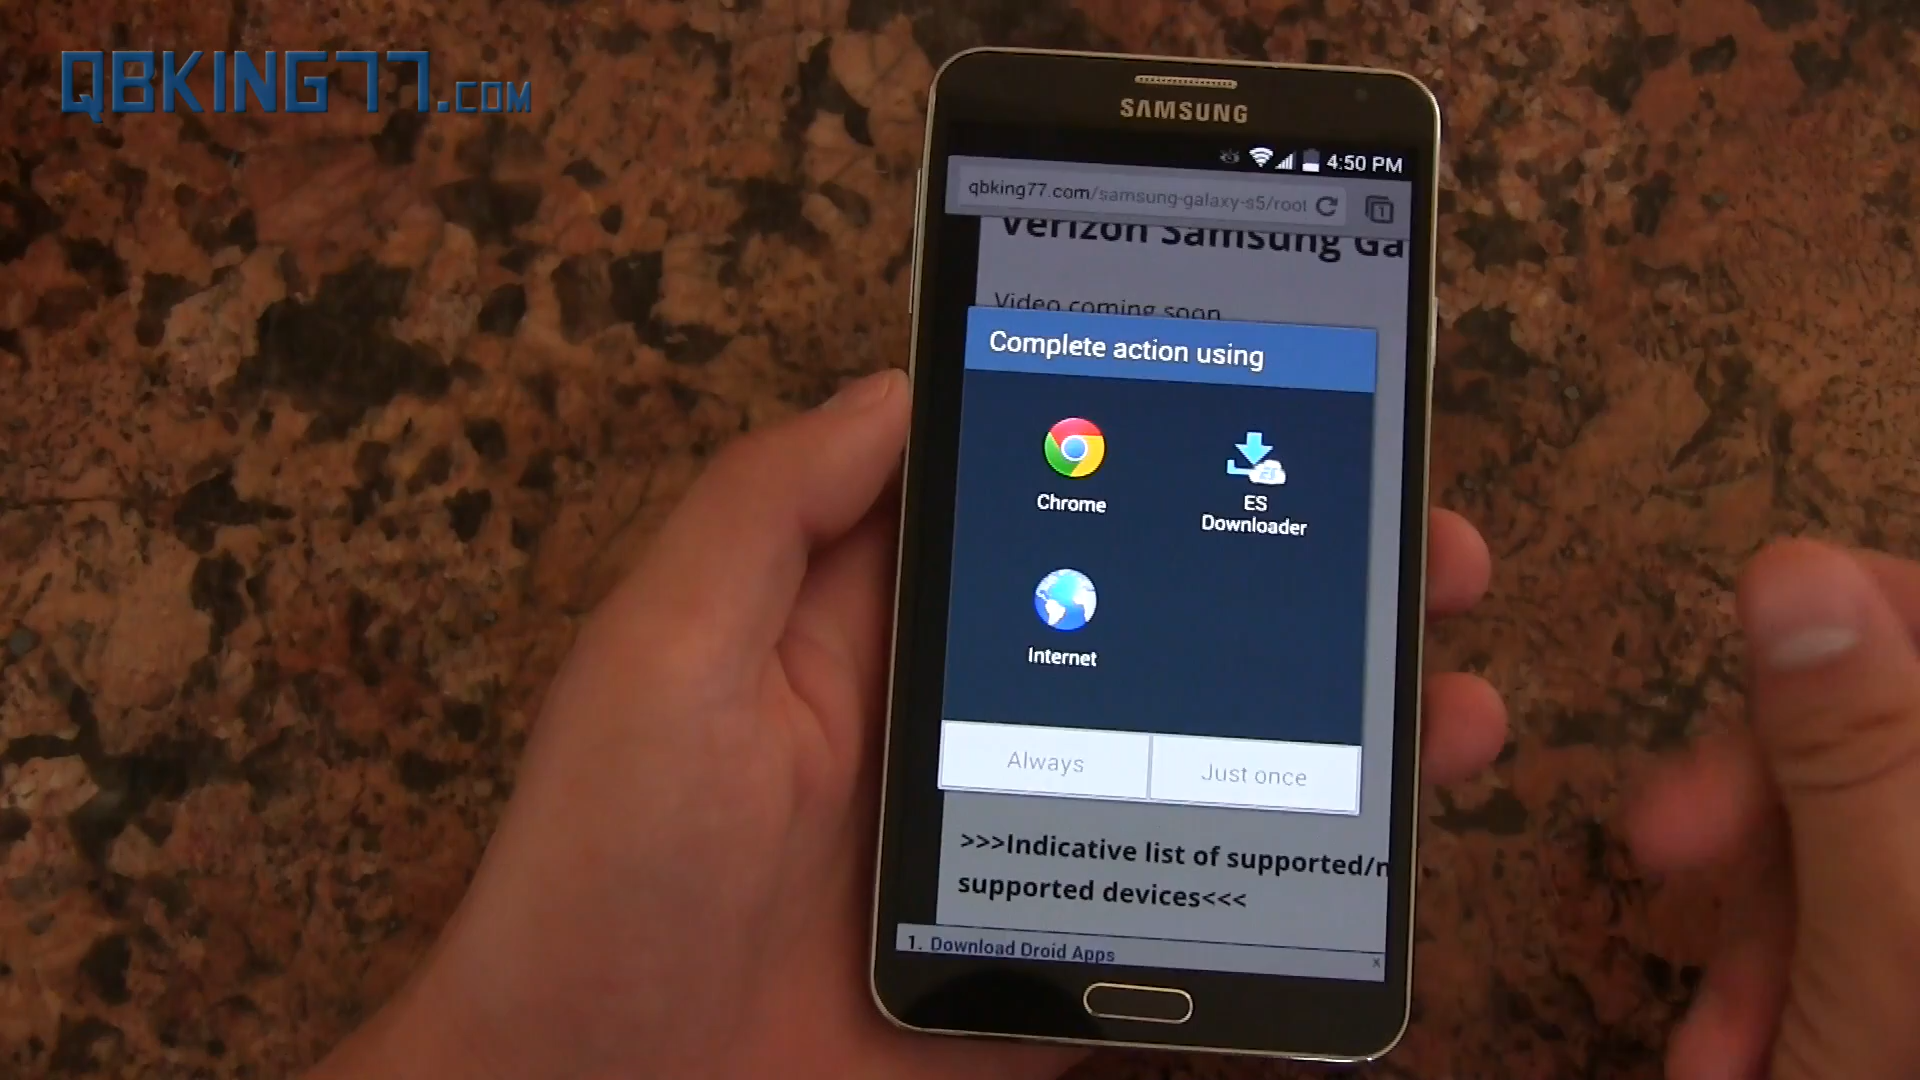 QBKING77.COM
SAMSUNG
4:50 PM
qbking77.com/samsung-galaxy-s5/root
1
Verizon Samsung Ga
Video coming soon
Complete action using
Chrome
ES
Downloader
Internet
Always
Just once
>>>Indicative list of supported/n
supported devices<<<
1. Download Droid Apps
x